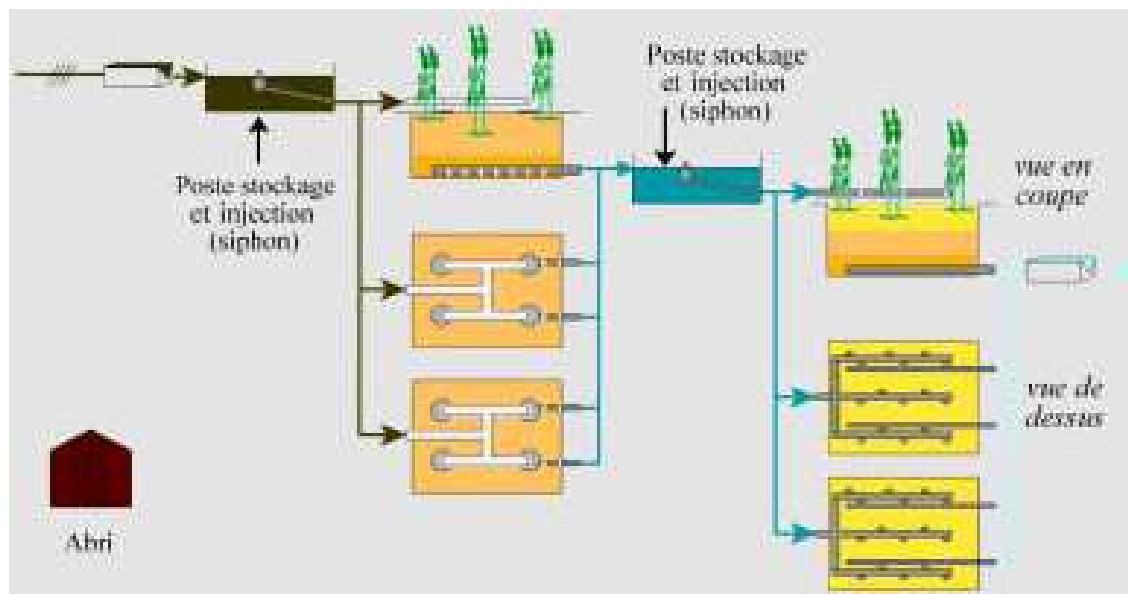 Poste stockage
et injection
(siphon)
Poste stockage
et injection
(siphon)
vue en
coupe
vue de
dessus
Abri